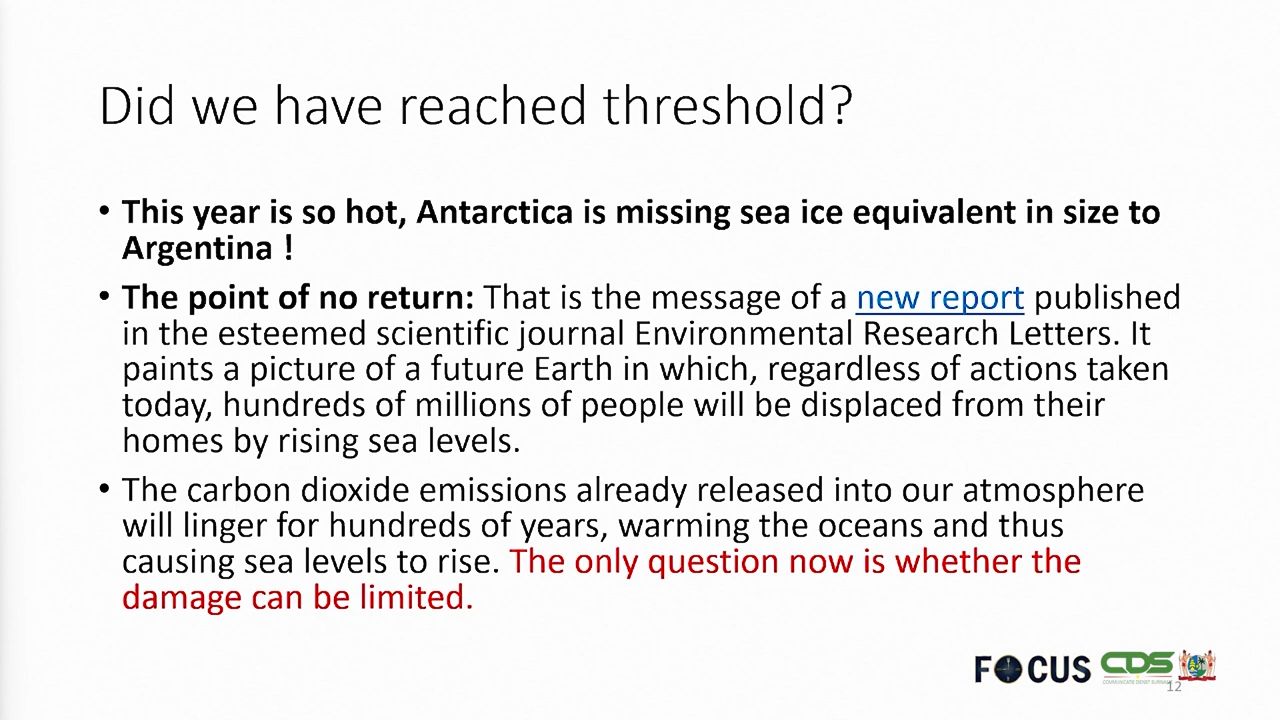 Did we have reached threshold?
• This year is so hot, Antarctica is missing sea ice equivalent in size to
Argentina !
• The point of no return: That is the message of a new report published
in the esteemed scientific journal Environmental Research Letters. It
paints a picture of a future Earth in which, regardless of actions taken
today, hundreds of millions of people will be displaced from their
homes by rising sea levels.
• The carbon dioxide emissions already released into our atmosphere
will linger for hundreds of years, warming the oceans and thus
causing sea levels to rise. The only question now is whether the
damage can be limited.
FOCUS CDS
COMMUNICATIE DIENST SURINAME
12